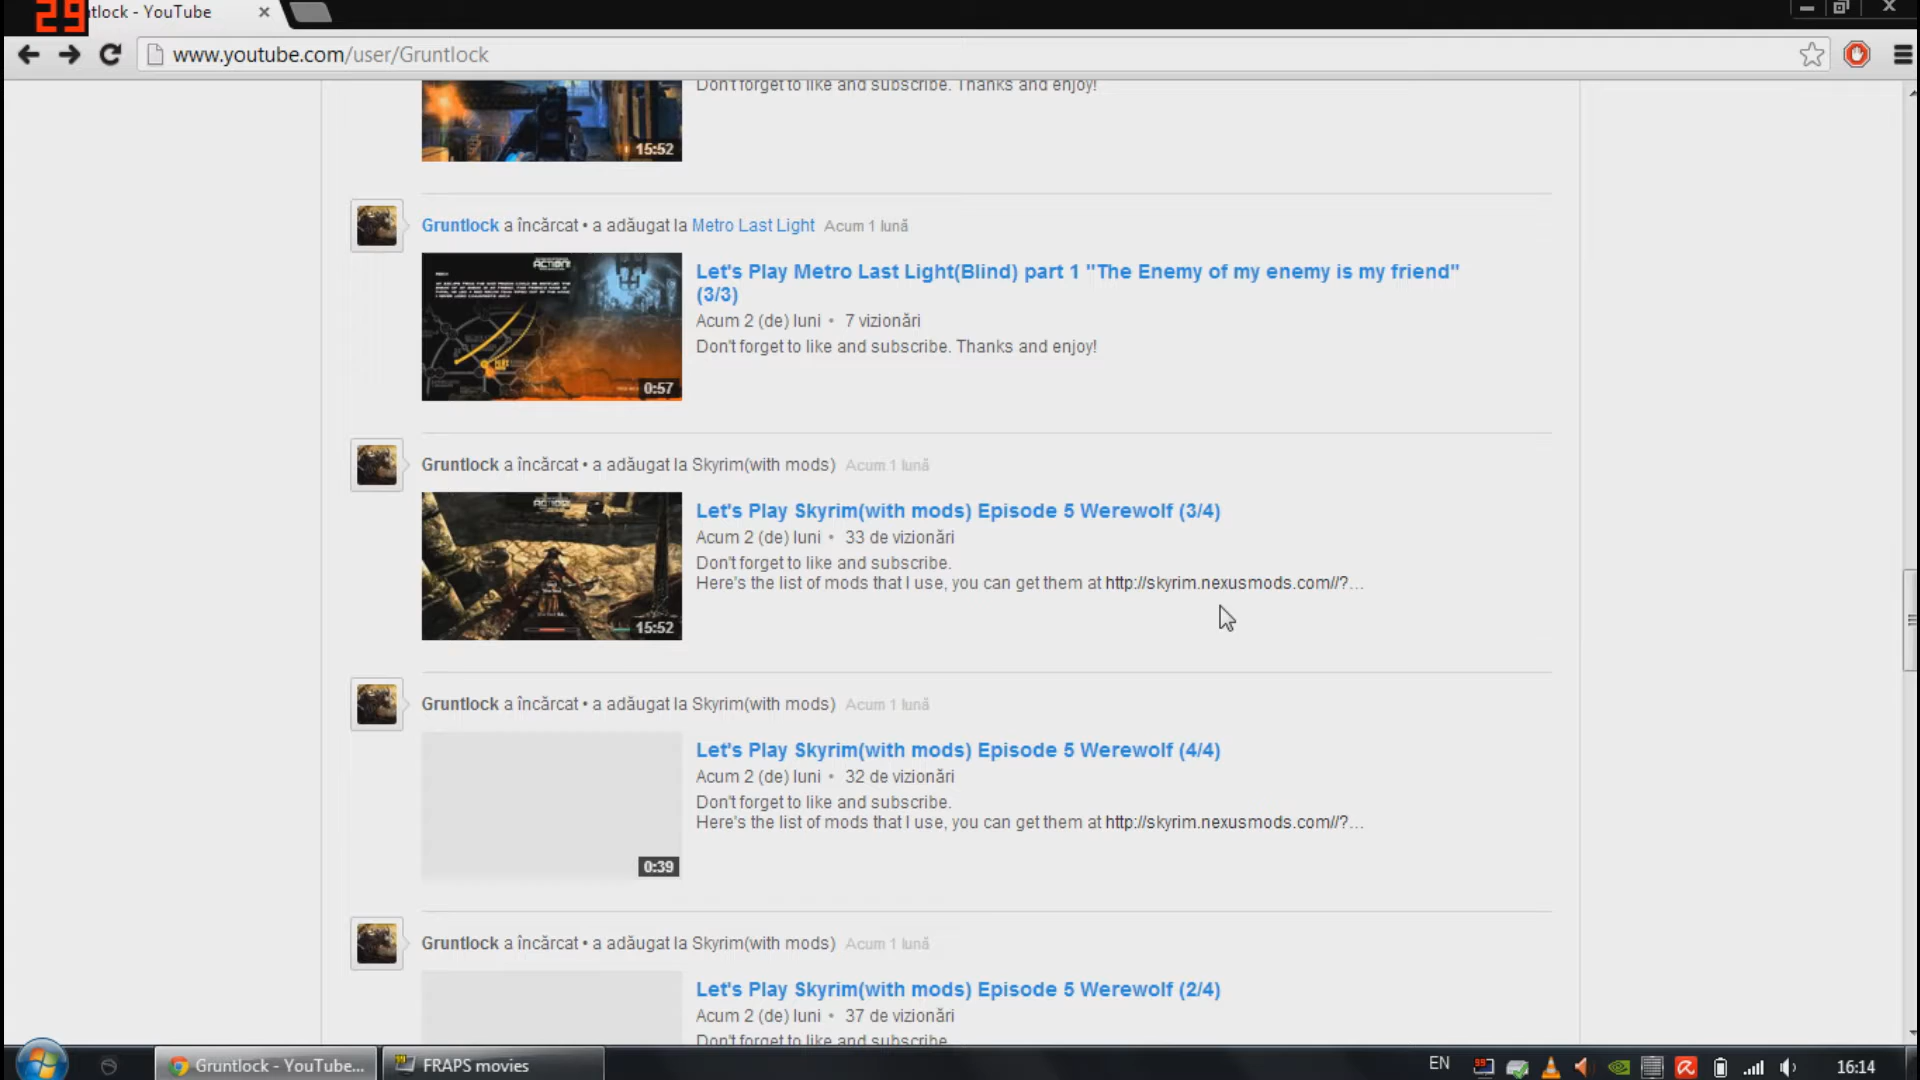 29
tlock - YouTube
www.youtube.com/user/Gruntlock
Don't forget to like and subscribe. Thanks and enjoy!
15:52
Gruntlock a încărcat • a adăugat la Metro Last Light Acum 1 lună
ACTION!
Let's Play Metro Last Light(Blind) part 1 "The Enemy of my enemy is my friend"
(3/3)
Acum 2 (de) luni • 7 vizionări
Don't forget to like and subscribe. Thanks and enjoy!
0:57
Gruntlock a încărcat • a adăugat la Skyrim(with mods) Acum 1 lună
ACTION!
Let's Play Skyrim(with mods) Episode 5 Werewolf (3/4)
Acum 2 (de) luni • 33 de vizionări
Don't forget to like and subscribe.
Here's the list of mods that I use, you can get them at http://skyrim.nexusmods.com//?...
15:52
Gruntlock a încărcat • a adăugat la Skyrim(with mods) Acum 1 lună
Let's Play Skyrim(with mods) Episode 5 Werewolf (4/4)
Acum 2 (de) luni • 32 de vizionări
Don't forget to like and subscribe.
Here's the list of mods that I use, you can get them at http://skyrim.nexusmods.com//?...
0:39
Gruntlock a încărcat • a adăugat la Skyrim(with mods) Acum 1 lună
Let's Play Skyrim(with mods) Episode 5 Werewolf (2/4)
Acum 2 (de) luni • 37 de vizionări
Don't forget to like and subscribe.
Gruntlock - YouTube...
FRAPS movies
EN
99
16:14